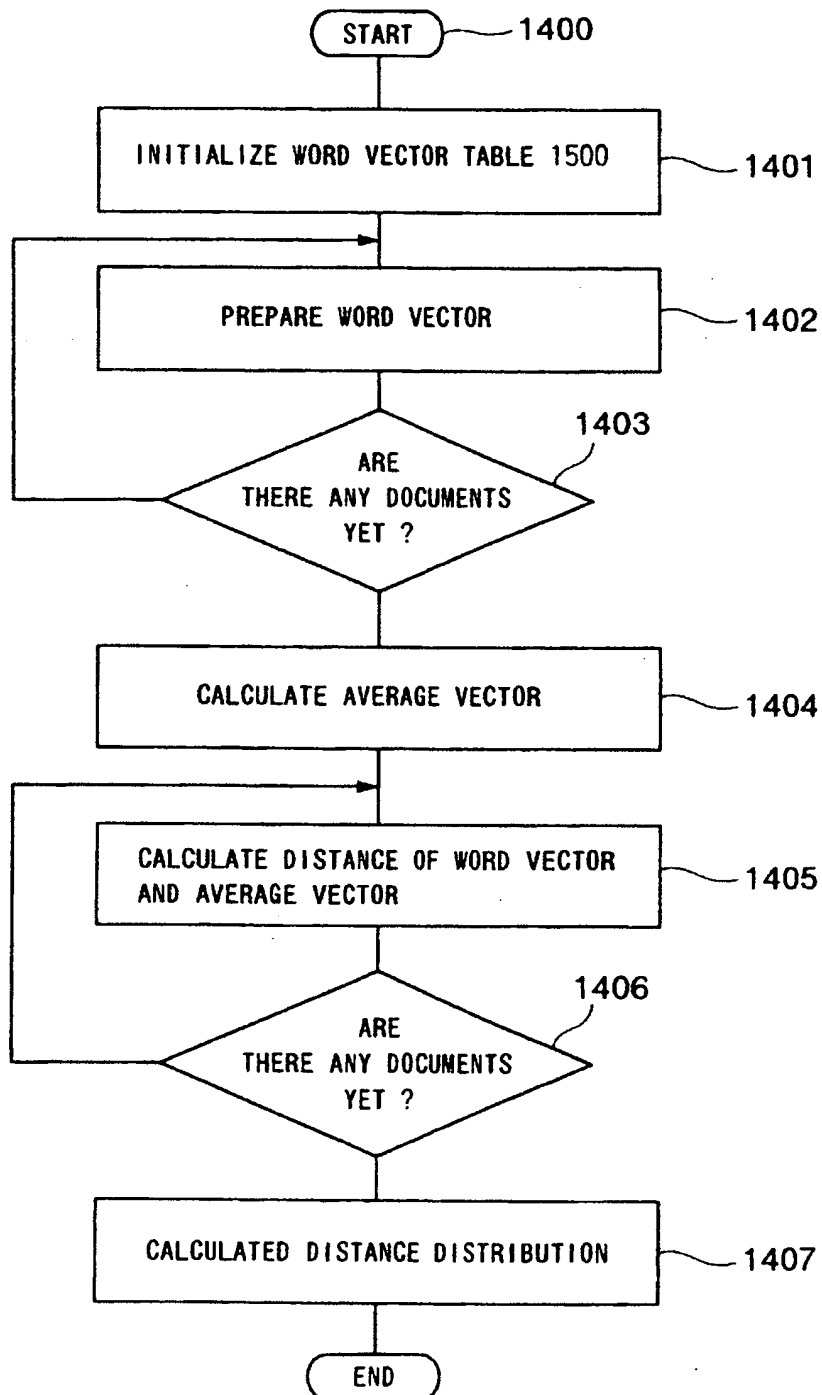 START
1400
INITIALIZE WORD VECTOR TABLE 1500
1401
PREPARE WORD VECTOR
1402
1403
ARE
THERE ANY DOCUMENTS
YET ?
CALCULATE AVERAGE VECTOR
1404
CALCULATE DISTANCE OF WORD VECTOR
AND AVERAGE VECTOR
1405
1406
ARE
THERE ANY DOCUMENTS
YET ?
CALCULATED DISTANCE DISTRIBUTION
1407
END